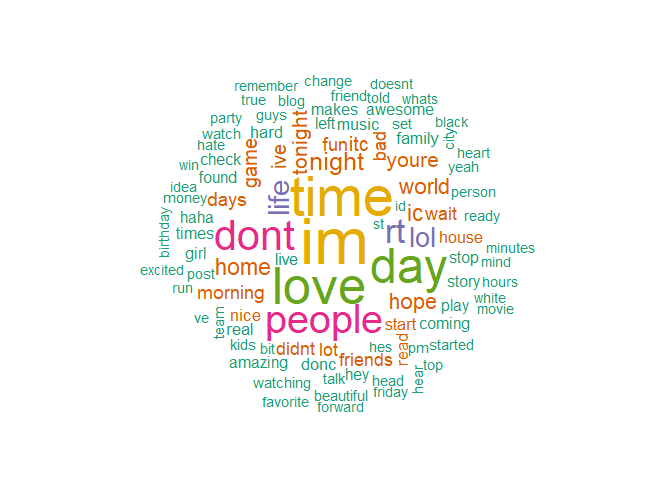 remember change doesnt
true blog friend told whats
party guys makes awesome
watch hard left music set black
hate tonight funitc bad family city
win check game ive night youre heart
idea found yeah
money days life time world person
birthday haha st id ic wait ready
times dont im rt lol house
girl live day stop minutes
excited post home love mind
run morning story hours
hope play white
ve team nice people start coming movie
real
kids bit didnt lot hes read pm started
amazing donc friends top
watching talk hey head hear
favorite beautiful friday
forward